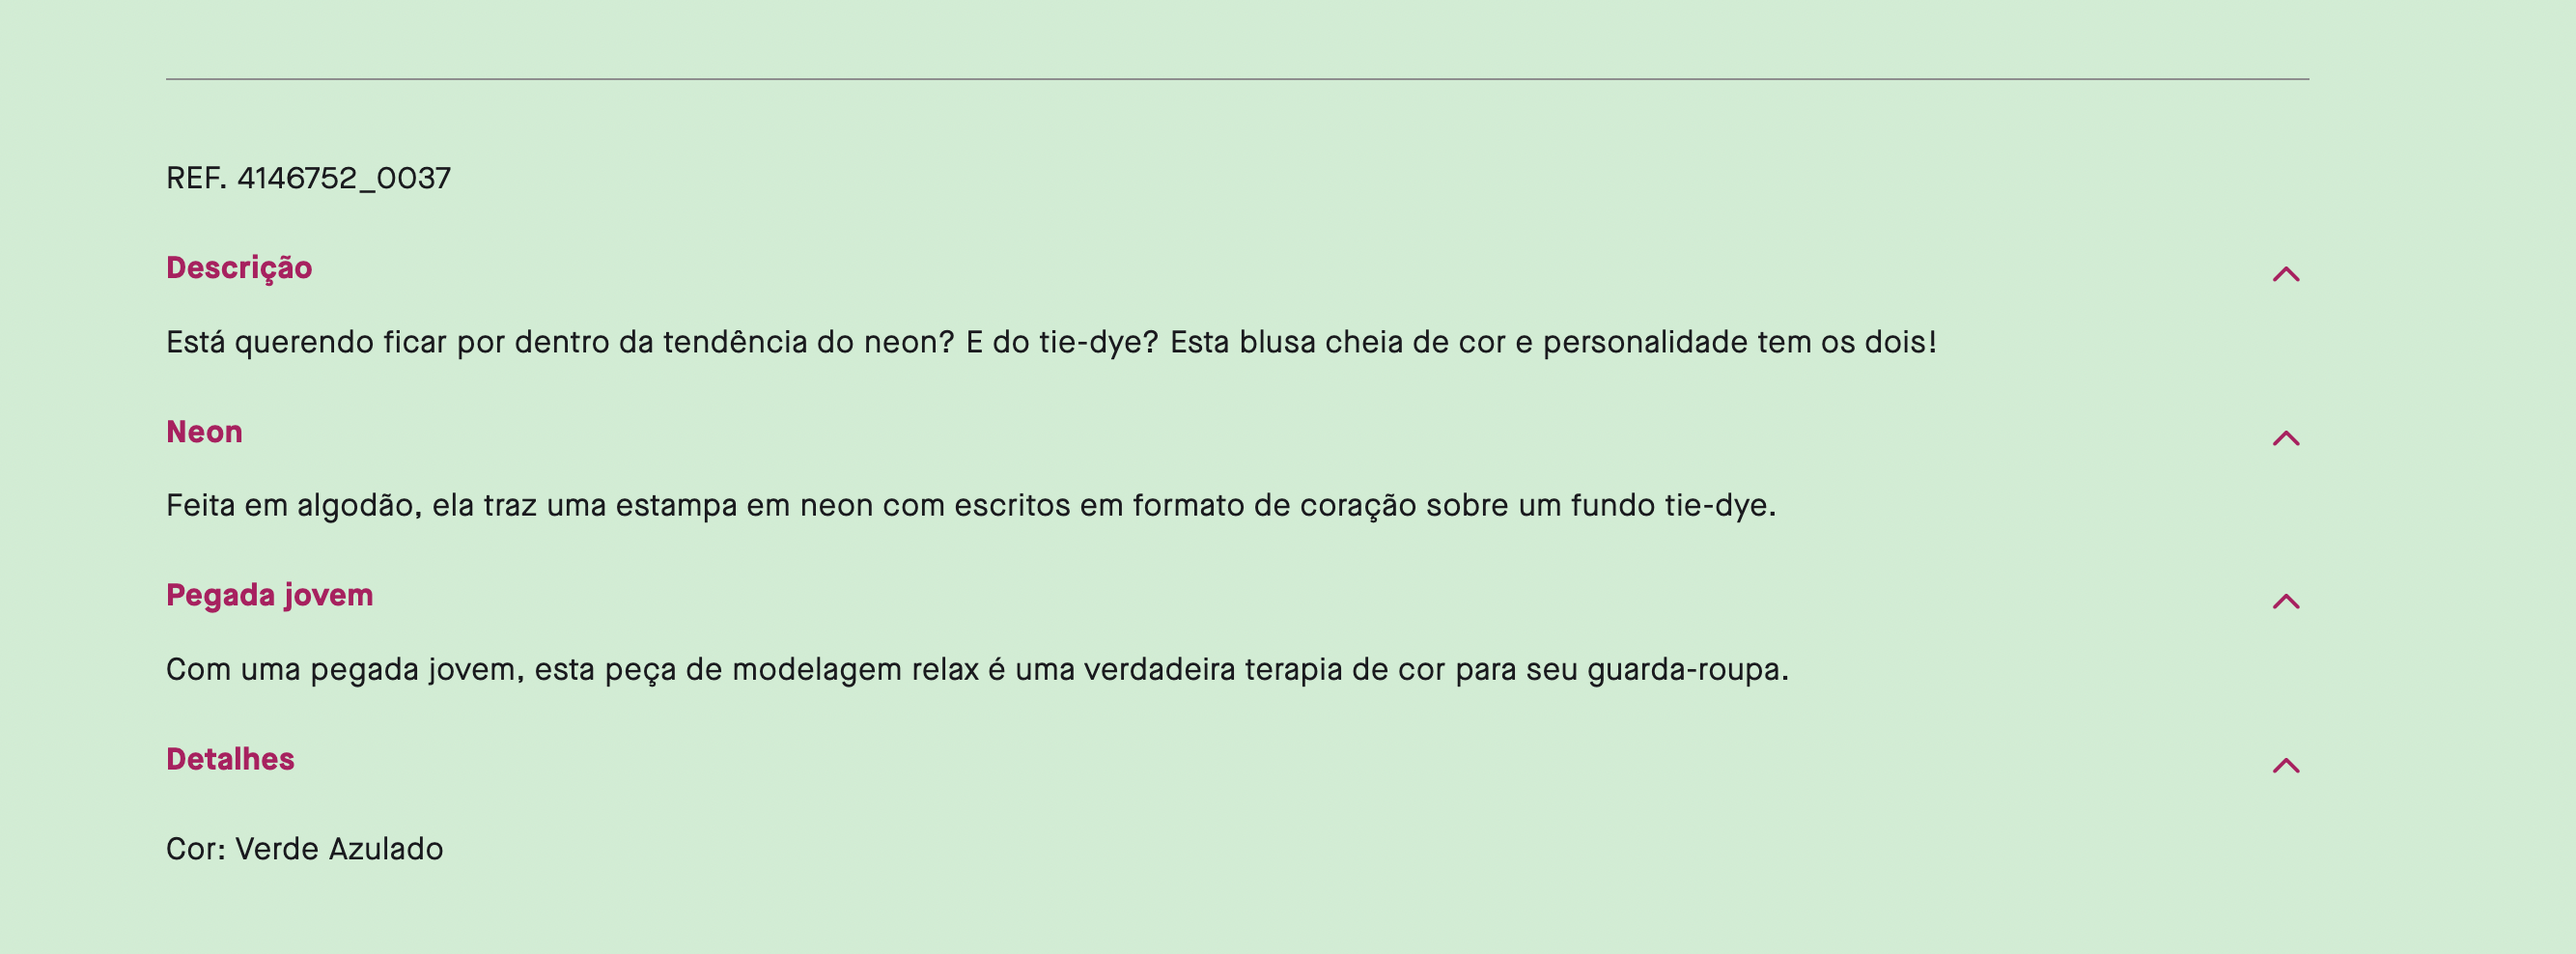 REF. 4146752_0037
Descrição
Está querendo ficar por dentro da tendência do neon? E do tie-dye? Esta blusa cheia de cor e personalidade tem os dois!
Neon
Feita em algodão, ela traz uma estampa em neon com escritos em formato de coração sobre um fundo tie-dye.
Pegada jovem
Com uma pegada jovem, esta peça de modelagem relax é uma verdadeira terapia de cor para seu guarda-roupa.
Detalhes
Cor: Verde Azulado